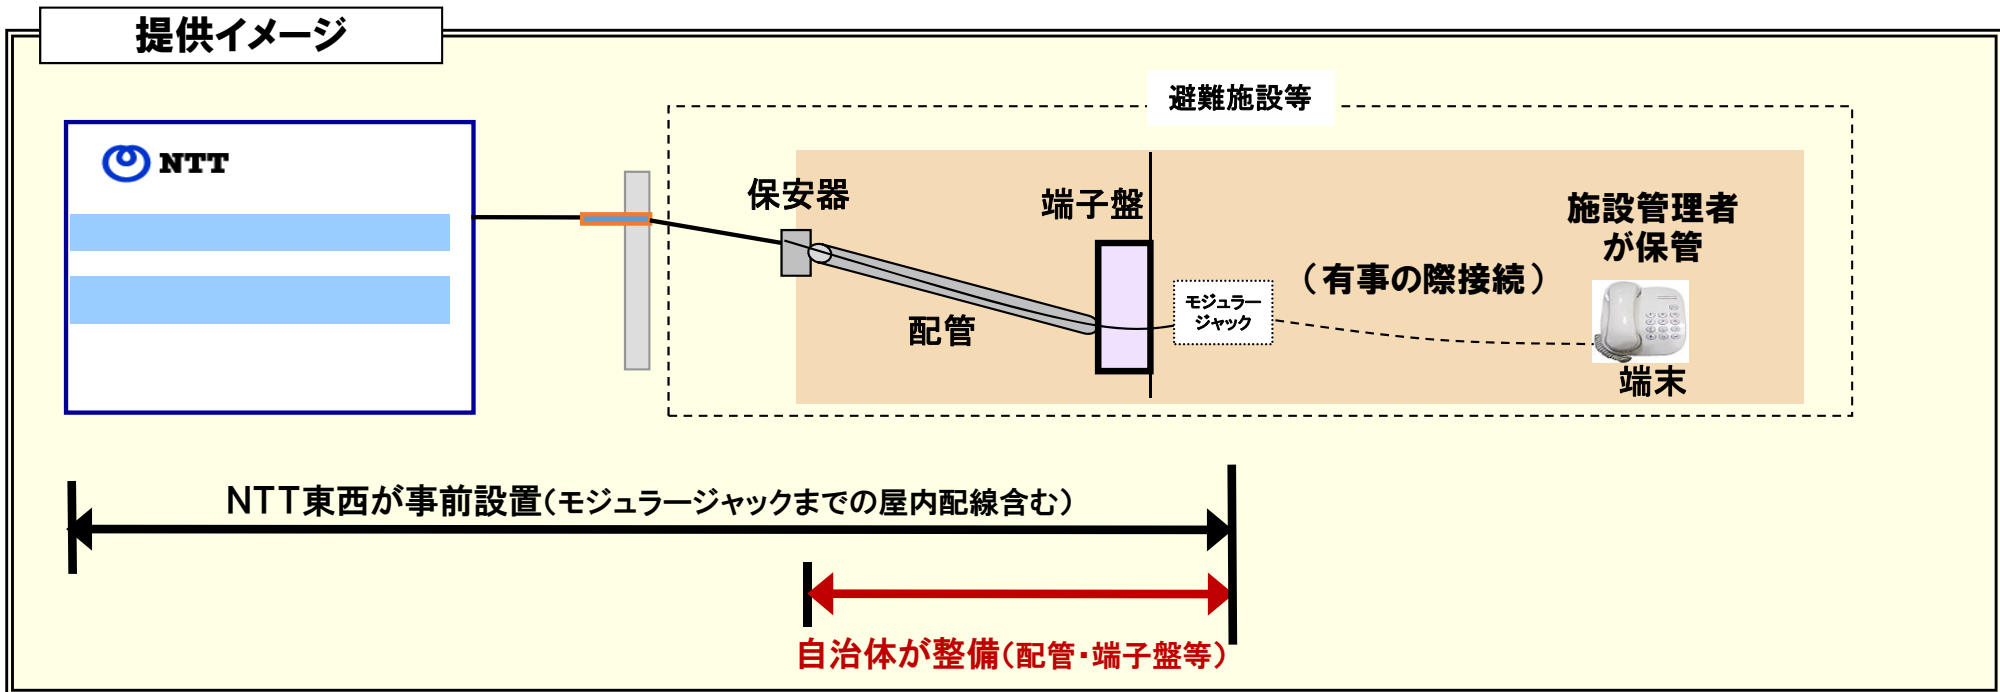 提供イメージ
避難施設等
NTT
保安器
端子盤
施設管理者
が保管
(有事の際接続)
モジュラー
ジャック
配管
端末
NTT東西が事前設置(モジュラージャックまでの屋内配線含む)
自治体が整備(配管・端子盤等)